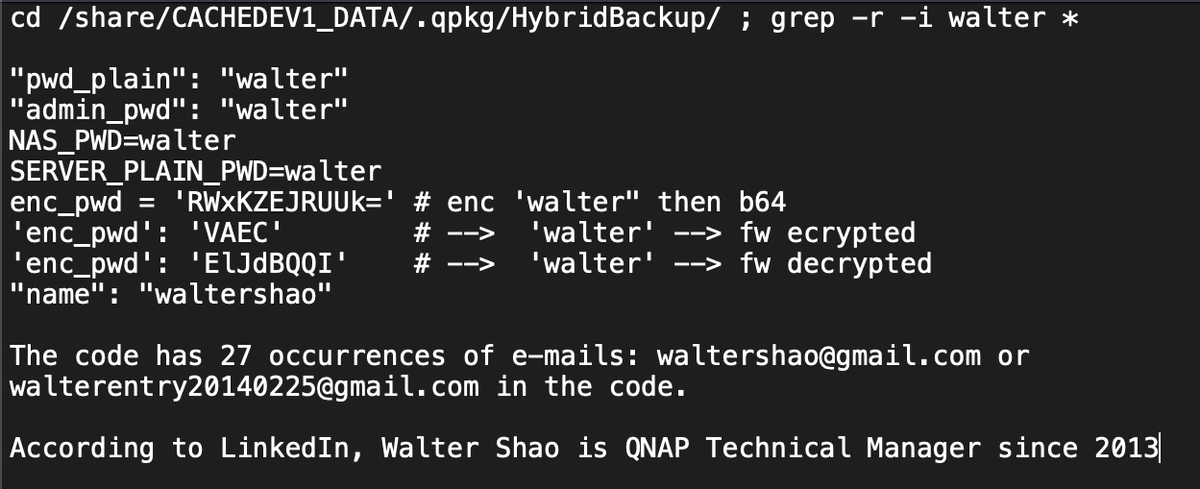 cd /share/CACHEDEV1_DATA/.qpkg/HybridBackup/ ; grep -r -i walter *
"pwd_plain": "walter"
"admin_pwd": "walter"
NAS_PWD=walter
SERVER_PLAIN_PWD=walter
enc_pwd = 'RWxKZEJRUUk=' # enc 'walter" then b64
'enc_pwd': 'VAEC' # --> 'walter' --> fw ecrypted
'enc_pwd': 'ElJdBQQI' # --> 'walter' --> fw decrypted
"name": "waltershao"
The code has 27 occurrences of e-mails: waltershao@gmail.com or
walterentry20140225@gmail.com in the code.
According to LinkedIn, Walter Shao is QNAP Technical Manager since 2013